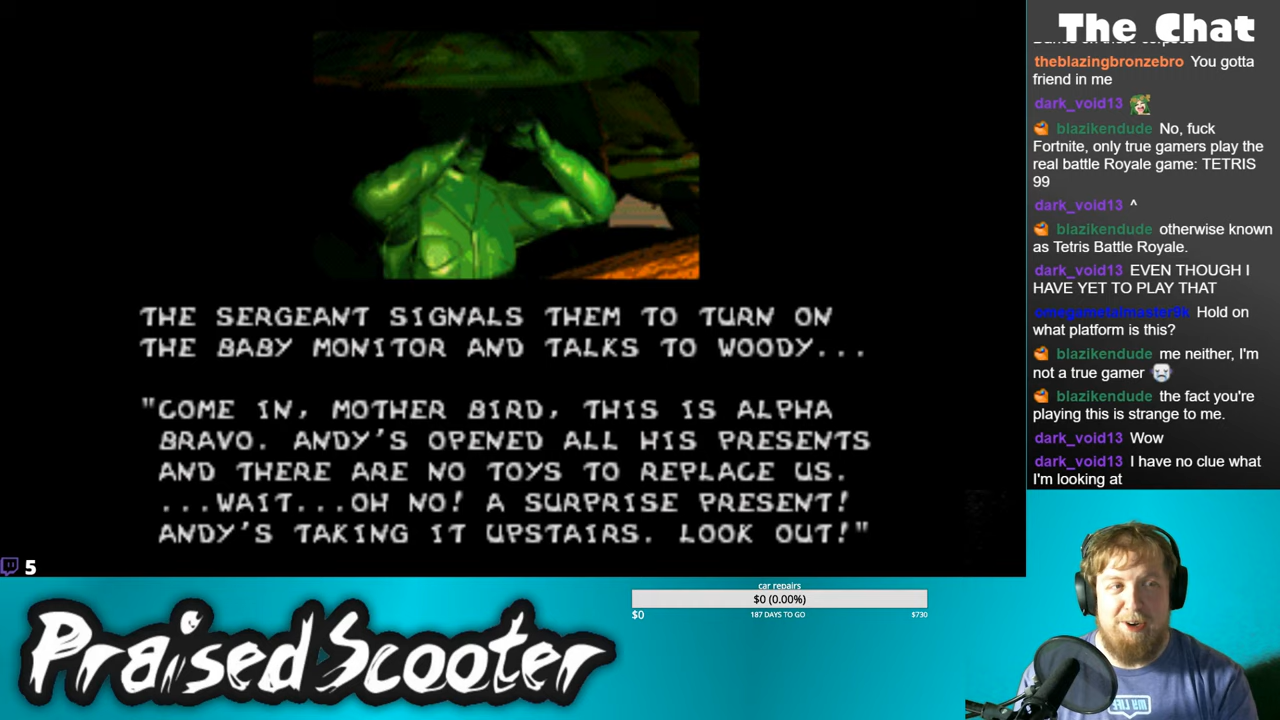 THE SERGEANT SIGNALS THEM TO TURN ON
THE BABY MONITOR AND TALKS TO WOODY...
"COME IN, MOTHER BIRD, THIS IS ALPHA
BRAVO. ANDY'S OPENED ALL HIS PRESENTS
AND THERE ARE NO TOYS TO REPLACE US.
...WAIT...OH NO! A SURPRISE PRESENT!
ANDY'S TAKING IT UPSTAIRS. LOOK OUT!"
5
PraisedScooter
car repairs
$0 (0.00%)
$0 187 DAYS TO GO $730
The Chat
theblazingbronzebro You gotta
friend in me
dark_void13
blazikendude No, fuck
Fortnite, only true gamers play the
real battle Royale game: TETRIS
99
dark_void13 ^
blazikendude otherwise known
as Tetris Battle Royale.
dark_void13 EVEN THOUGH I
HAVE YET TO PLAY THAT
omegametalmaster9k Hold on
what platform is this?
blazikendude me neither, I'm
not a true gamer
blazikendude the fact you're
playing this is strange to me.
dark_void13 Wow
dark_void13 I have no clue what
I'm looking at